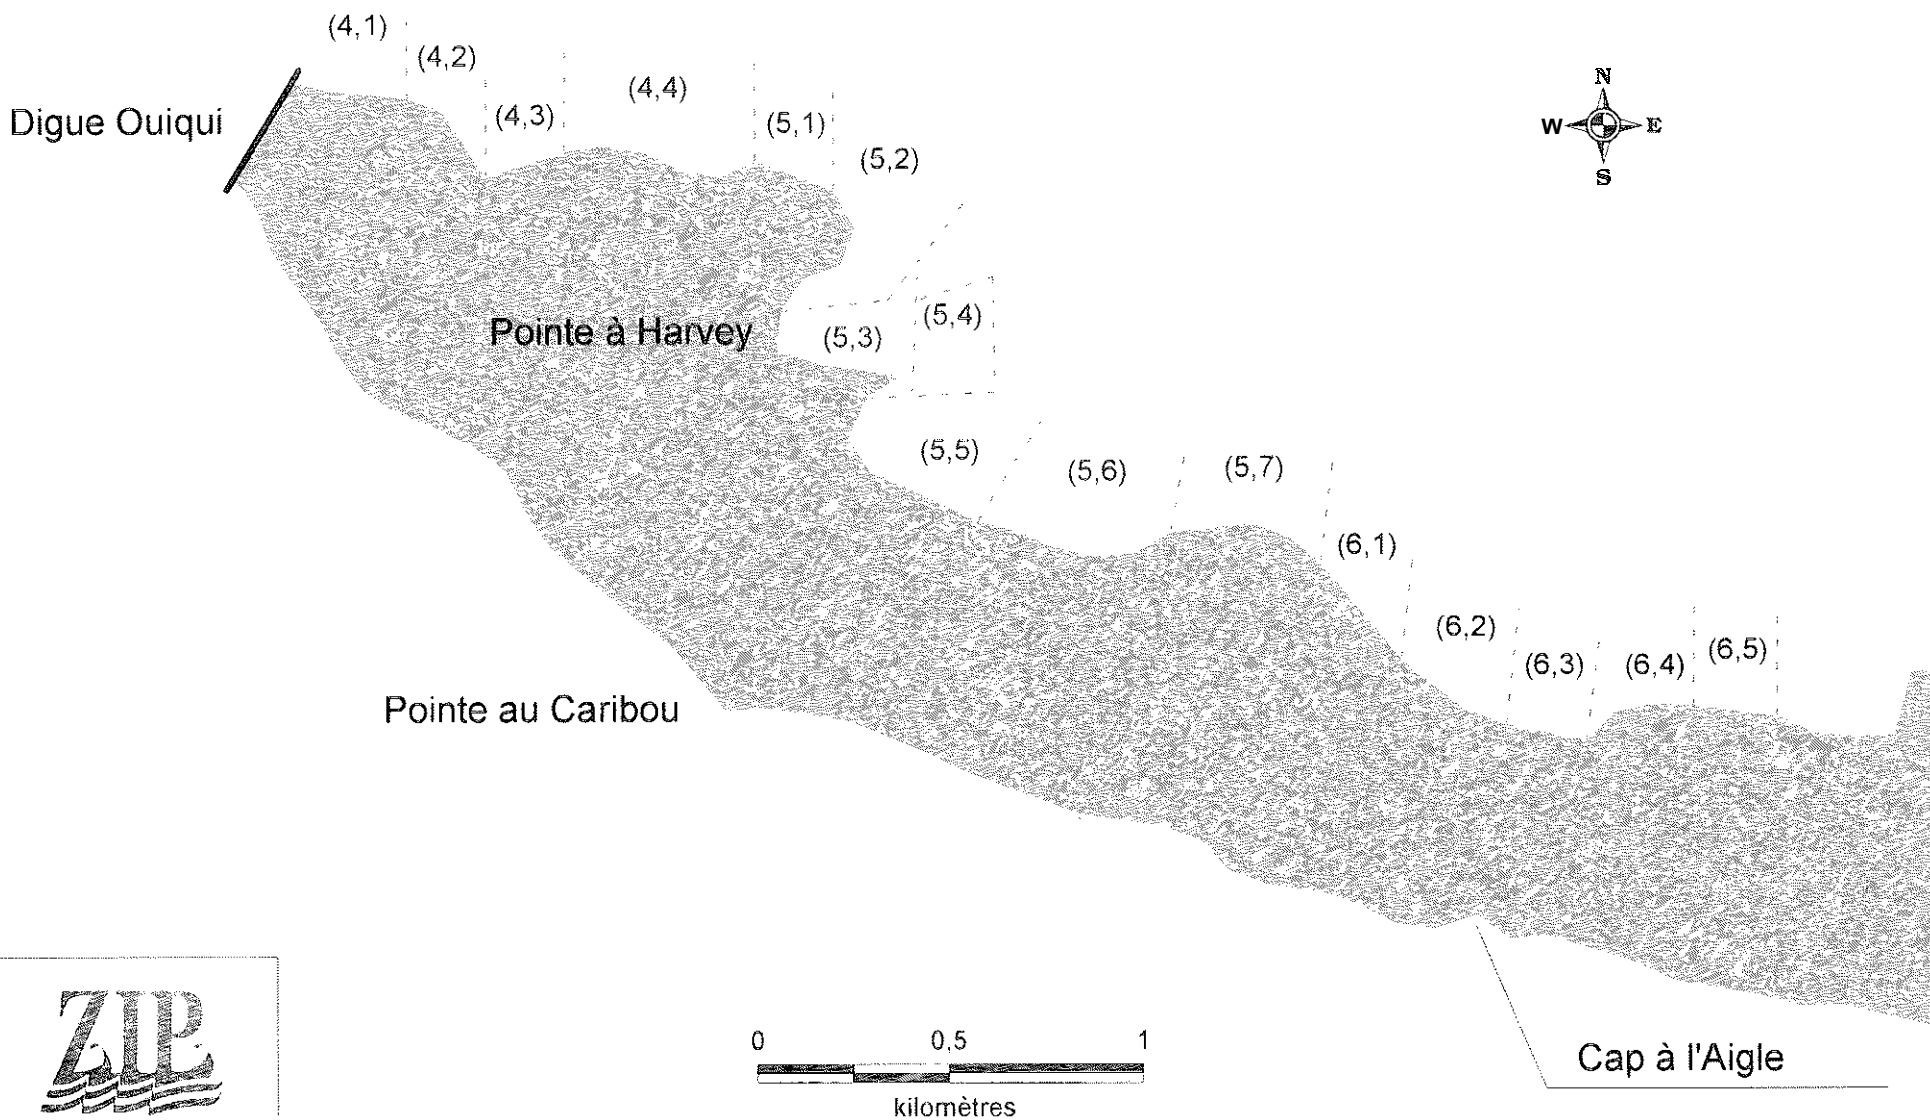 (4,1)
(4,2)
(4,3)
(4,4)
(5,1)
(5,2)
Digue Ouiqui
N
W E
S
Pointe à Harvey
(5,3)
(5,4)
(5,5)
(5,6)
(5,7)
(6,1)
(6,2)
(6,3)
(6,4)
(6,5)
Pointe au Caribou
ZIP
0 0,5 1
kilomètres
Cap à l'Aigle